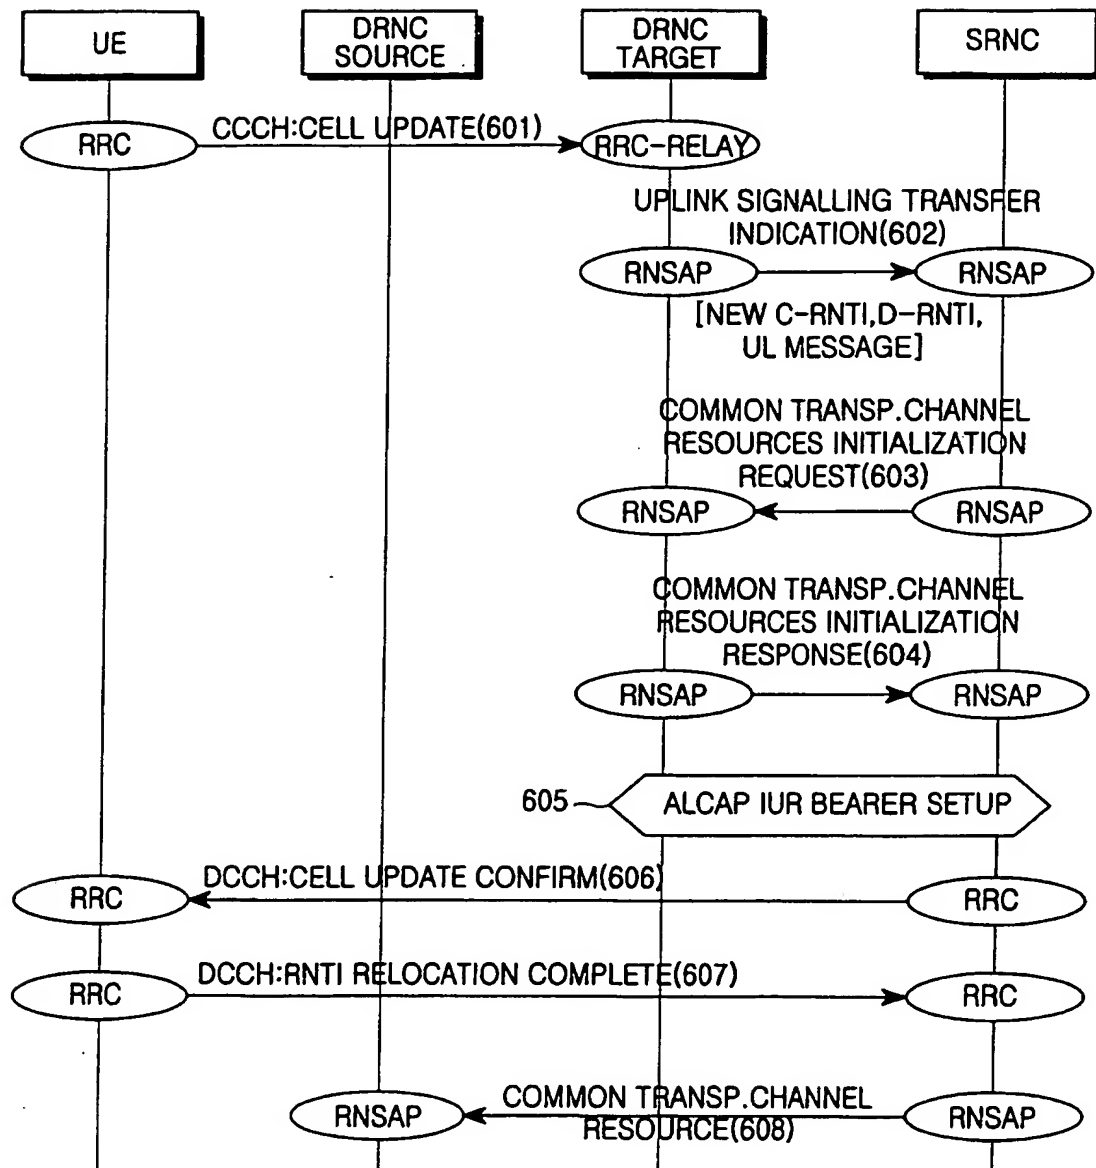 UE
DRNC
SOURCE
DRNC
TARGET
SRNC
RRC
CCCH:CELL UPDATE(601)
RRC-RELAY
UPLINK SIGNALLING TRANSFER
INDICATION(602)
RNSAP
RNSAP
[NEW C-RNTI,D-RNTI,
UL MESSAGE]
COMMON TRANSP.CHANNEL
RESOURCES INITIALIZATION
REQUEST(603)
RNSAP
RNSAP
COMMON TRANSP.CHANNEL
RESOURCES INITIALIZATION
RESPONSE(604)
RNSAP
RNSAP
605
ALCAP IUR BEARER SETUP
DCCH:CELL UPDATE CONFIRM(606)
RRC
RRC
DCCH:RNTI RELOCATION COMPLETE(607)
RRC
RRC
COMMON TRANSP.CHANNEL
RESOURCE(608)
RNSAP
RNSAP